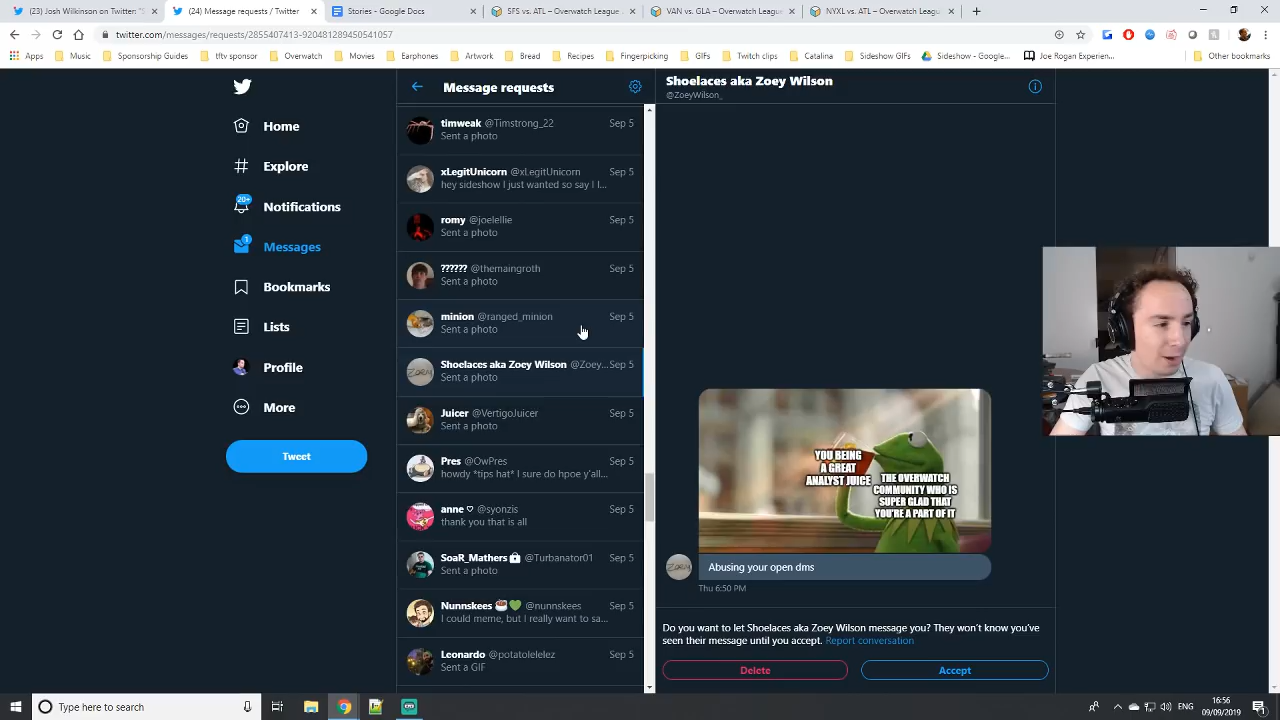 (23) Josh Wilkinson on Twitter: "S
(24) Message requests / Twitter
Stories - Google Docs
SFS vs. ATL – Overwatch League
VAN vs. GLA – Overwatch League
NYXL vs. ATL – Overwatch League
twitter.com/messages/requests/2855407413-920481289450541057
Apps
Music
Sponsorship Guides
tftv sponsor
Overwatch
Movies
Earphones
Artwork
Bread
Recipes
Fingerpicking
GIFs
Twitch clips
Catalina
Sideshow GIFs
Sideshow - Google...
Joe Rogan Experien...
Other bookmarks
Home
Explore
20+
Notifications
1
Messages
Bookmarks
Lists
Profile
More
Tweet
Message requests
timweak @Timstrong_22 Sep 5
Sent a photo
xLegitUnicorn @xLegitUnicorn Sep 5
hey sideshow I just wanted so say I l...
romy @joelellie Sep 5
Sent a photo
?????? @themaingroth Sep 5
Sent a photo
minion @ranged_minion Sep 5
Sent a photo
Shoelaces aka Zoey Wilson @Zoey... Sep 5
Sent a photo
Juicer @VertigoJuicer Sep 5
Sent a photo
Pres @OwPres Sep 5
howdy *tips hat* I sure do hpoe y'all...
anne ♡ @syonzis Sep 5
thank you that is all
SoaR_Mathers @Turbanator01 Sep 5
Sent a photo
Nunnskees @nunnskees Sep 5
I could meme, but I really want to sa...
Leonardo @potatolelelez Sep 5
Sent a GIF
Shoelaces aka Zoey Wilson
@ZoeyWilson_
YOU BEING
A GREAT
ANALYST JUICE
THE OVERWATCH
COMMUNITY WHO IS
SUPER GLAD THAT
YOU'RE A PART OF IT
ZOEY
Abusing your open dms
Thu 6:50 PM
Do you want to let Shoelaces aka Zoey Wilson message you? They won't know you've
seen their message until you accept. Report conversation
Delete
Accept
Type here to search
ENG
16:56
09/09/2019